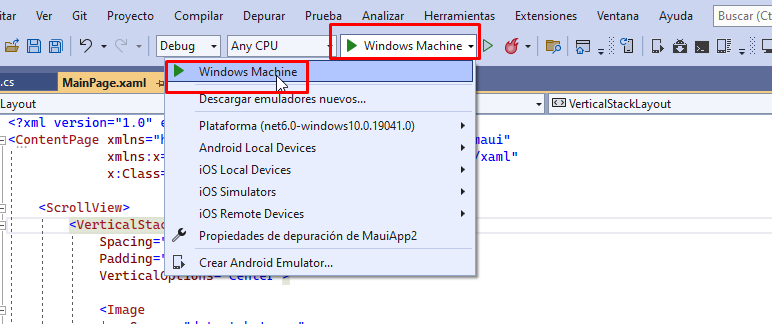 itar Ver Git Proyecto Compilar Depurar Prueba Analizar Herramientas Extensiones Ventana Buscar (Ct
Debug Any CPU Windows Machine
.cs MainPage.xaml
Layout VerticalStackLayout
Windows Machine
Descargar emuladores nuevos...
Plataforma (net6.0-windows10.0.19041.0)
Android Local Devices
iOS Local Devices
iOS Simulators
iOS Remote Devices
Propiedades de depuración de MauiApp2
Crear Android Emulator...
<?xml version="1.0" e
<ContentPage xmlns="h maui"
xmlns:x= /xaml"
x:Class=
<ScrollView>
<VerticalStac
Spacing="
Padding="
VerticalOptions="Center">
<Image